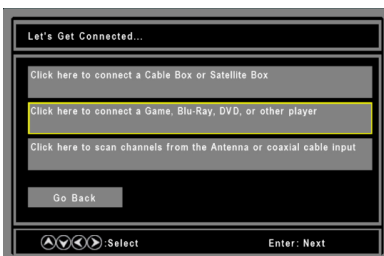 Let's Get Connected...
Click here to connect a Cable Box or Satellite Box
Click here to connect a Game, Blu-Ray, DVD, or other player
Click here to scan channels from the Antenna or coaxial cable input
Go Back
:Select Enter: Next